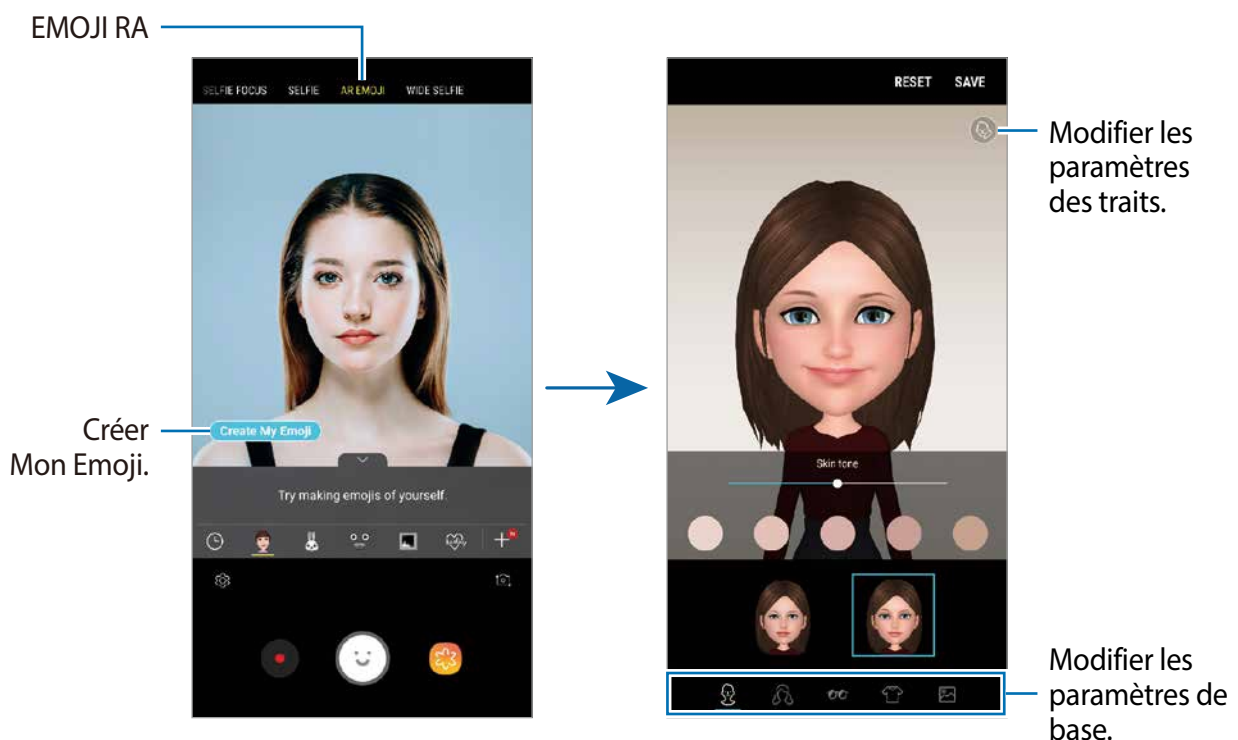 EMOJI RA
SELFIE FOCUS SELFIE AR EMOJI WIDE SELFIE
Create My Emoji
Créer
Mon Emoji.
Try making emojis of yourself.
RESET SAVE
Modifier les
paramètres
des traits.
Skin tone
Modifier les
paramètres de
base.